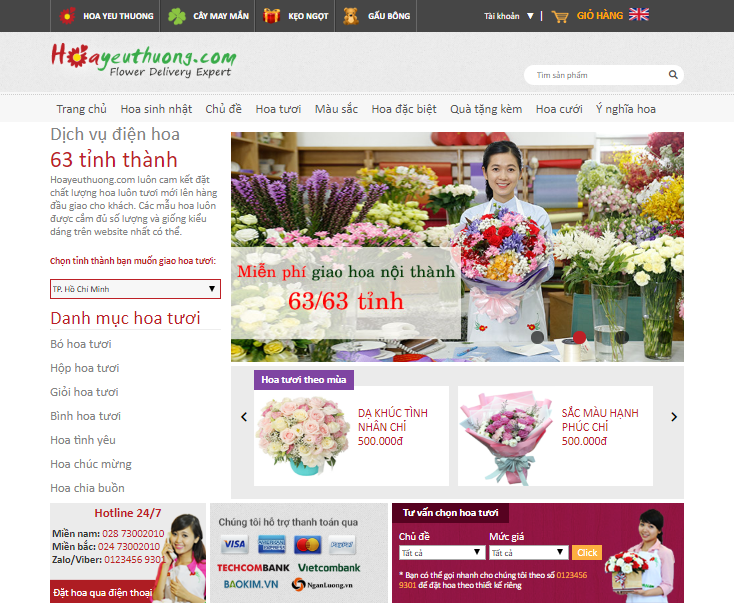 HOA YEU THUONG
CÂY MAY MẮN
KẸO NGỌT
GẤU BÔNG
Tài khoản ▼ |
GIỎ HÀNG
Hoayeuthuong.com
Flower Delivery Expert
Tìm sản phẩm
Trang chủ Hoa sinh nhật Chủ đề Hoa tươi Màu sắc Hoa đặc biệt Quà tặng kèm Hoa cưới Ý nghĩa hoa
Dịch vụ điện hoa
63 tỉnh thành
Hoayeuthuong.com luôn cam kết đặt
chất lượng hoa luôn tươi mới lên hàng
đầu giao cho khách. Các mẫu hoa luôn
được cắm đủ số lượng và giống kiểu
dáng trên website nhất có thể.
Chọn tỉnh thành bạn muốn giao hoa tươi:
TP. Hồ Chí Minh ▼
Danh mục hoa tươi
Bó hoa tươi
Hộp hoa tươi
Giỏi hoa tươi
Bình hoa tươi
Hoa tình yêu
Hoa chúc mừng
Hoa chia buồn
Miễn phí giao hoa nội thành
63/63 tỉnh
Hoa tươi theo mùa
DẠ KHÚC TÌNH
NHÂN CHỈ
500.000đ
SẮC MÀU HẠNH
PHÚC CHỈ
500.000đ
Hotline 24/7
Miền nam: 028 73002010
Miền bắc: 024 73002010
Zalo/Viber: 0123456 9301
Đặt hoa qua điện thoại
Chúng tôi hỗ trợ thanh toán qua
VISA AMERICAN EXPRESS MasterCard PayPal
TECHCOMBANK Vietcombank
BAOKIM.VN NganLuong.vn
Tư vấn chọn hoa tươi
Chủ đề Mức giá
Tất cả ▼ Tất cả ▼ Click
* Bạn có thể gọi nhanh cho chúng tôi theo số 0123456
9301 để đặt hoa theo thiết kế riêng